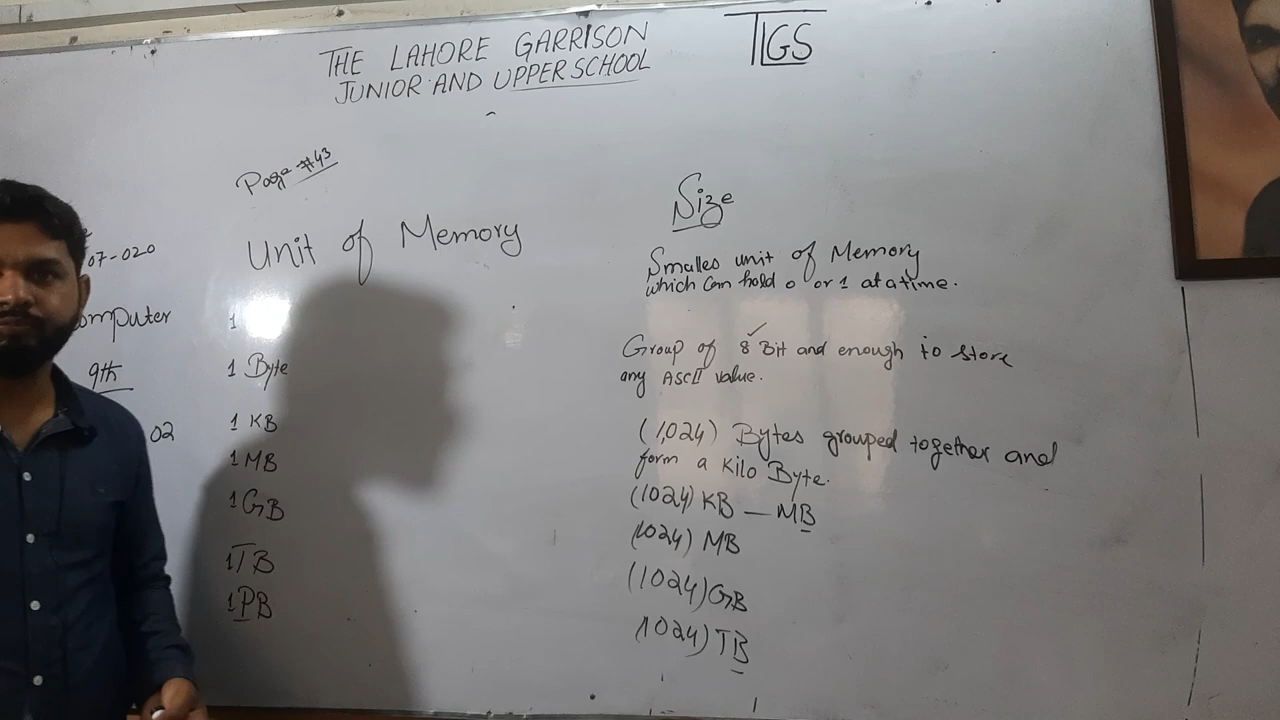 THE LAHORE GARRISON
JUNIOR AND UPPER SCHOOL
TLGS
Page #43
Unit of Memory
Size
07-020
omputer
9th
02
1
Smalles unit of Memory
which Can hold 0 or 1 at a time.
1 Byte
Group of 8 Bit and enough to store
any ASCII value.
1 KB
(1,024) Bytes grouped together and
form a Kilo Byte.
1 MB
(1024) KB — MB
1 GB
(1024) MB
1 TB
(1024) GB
1 PB
(1024) TB